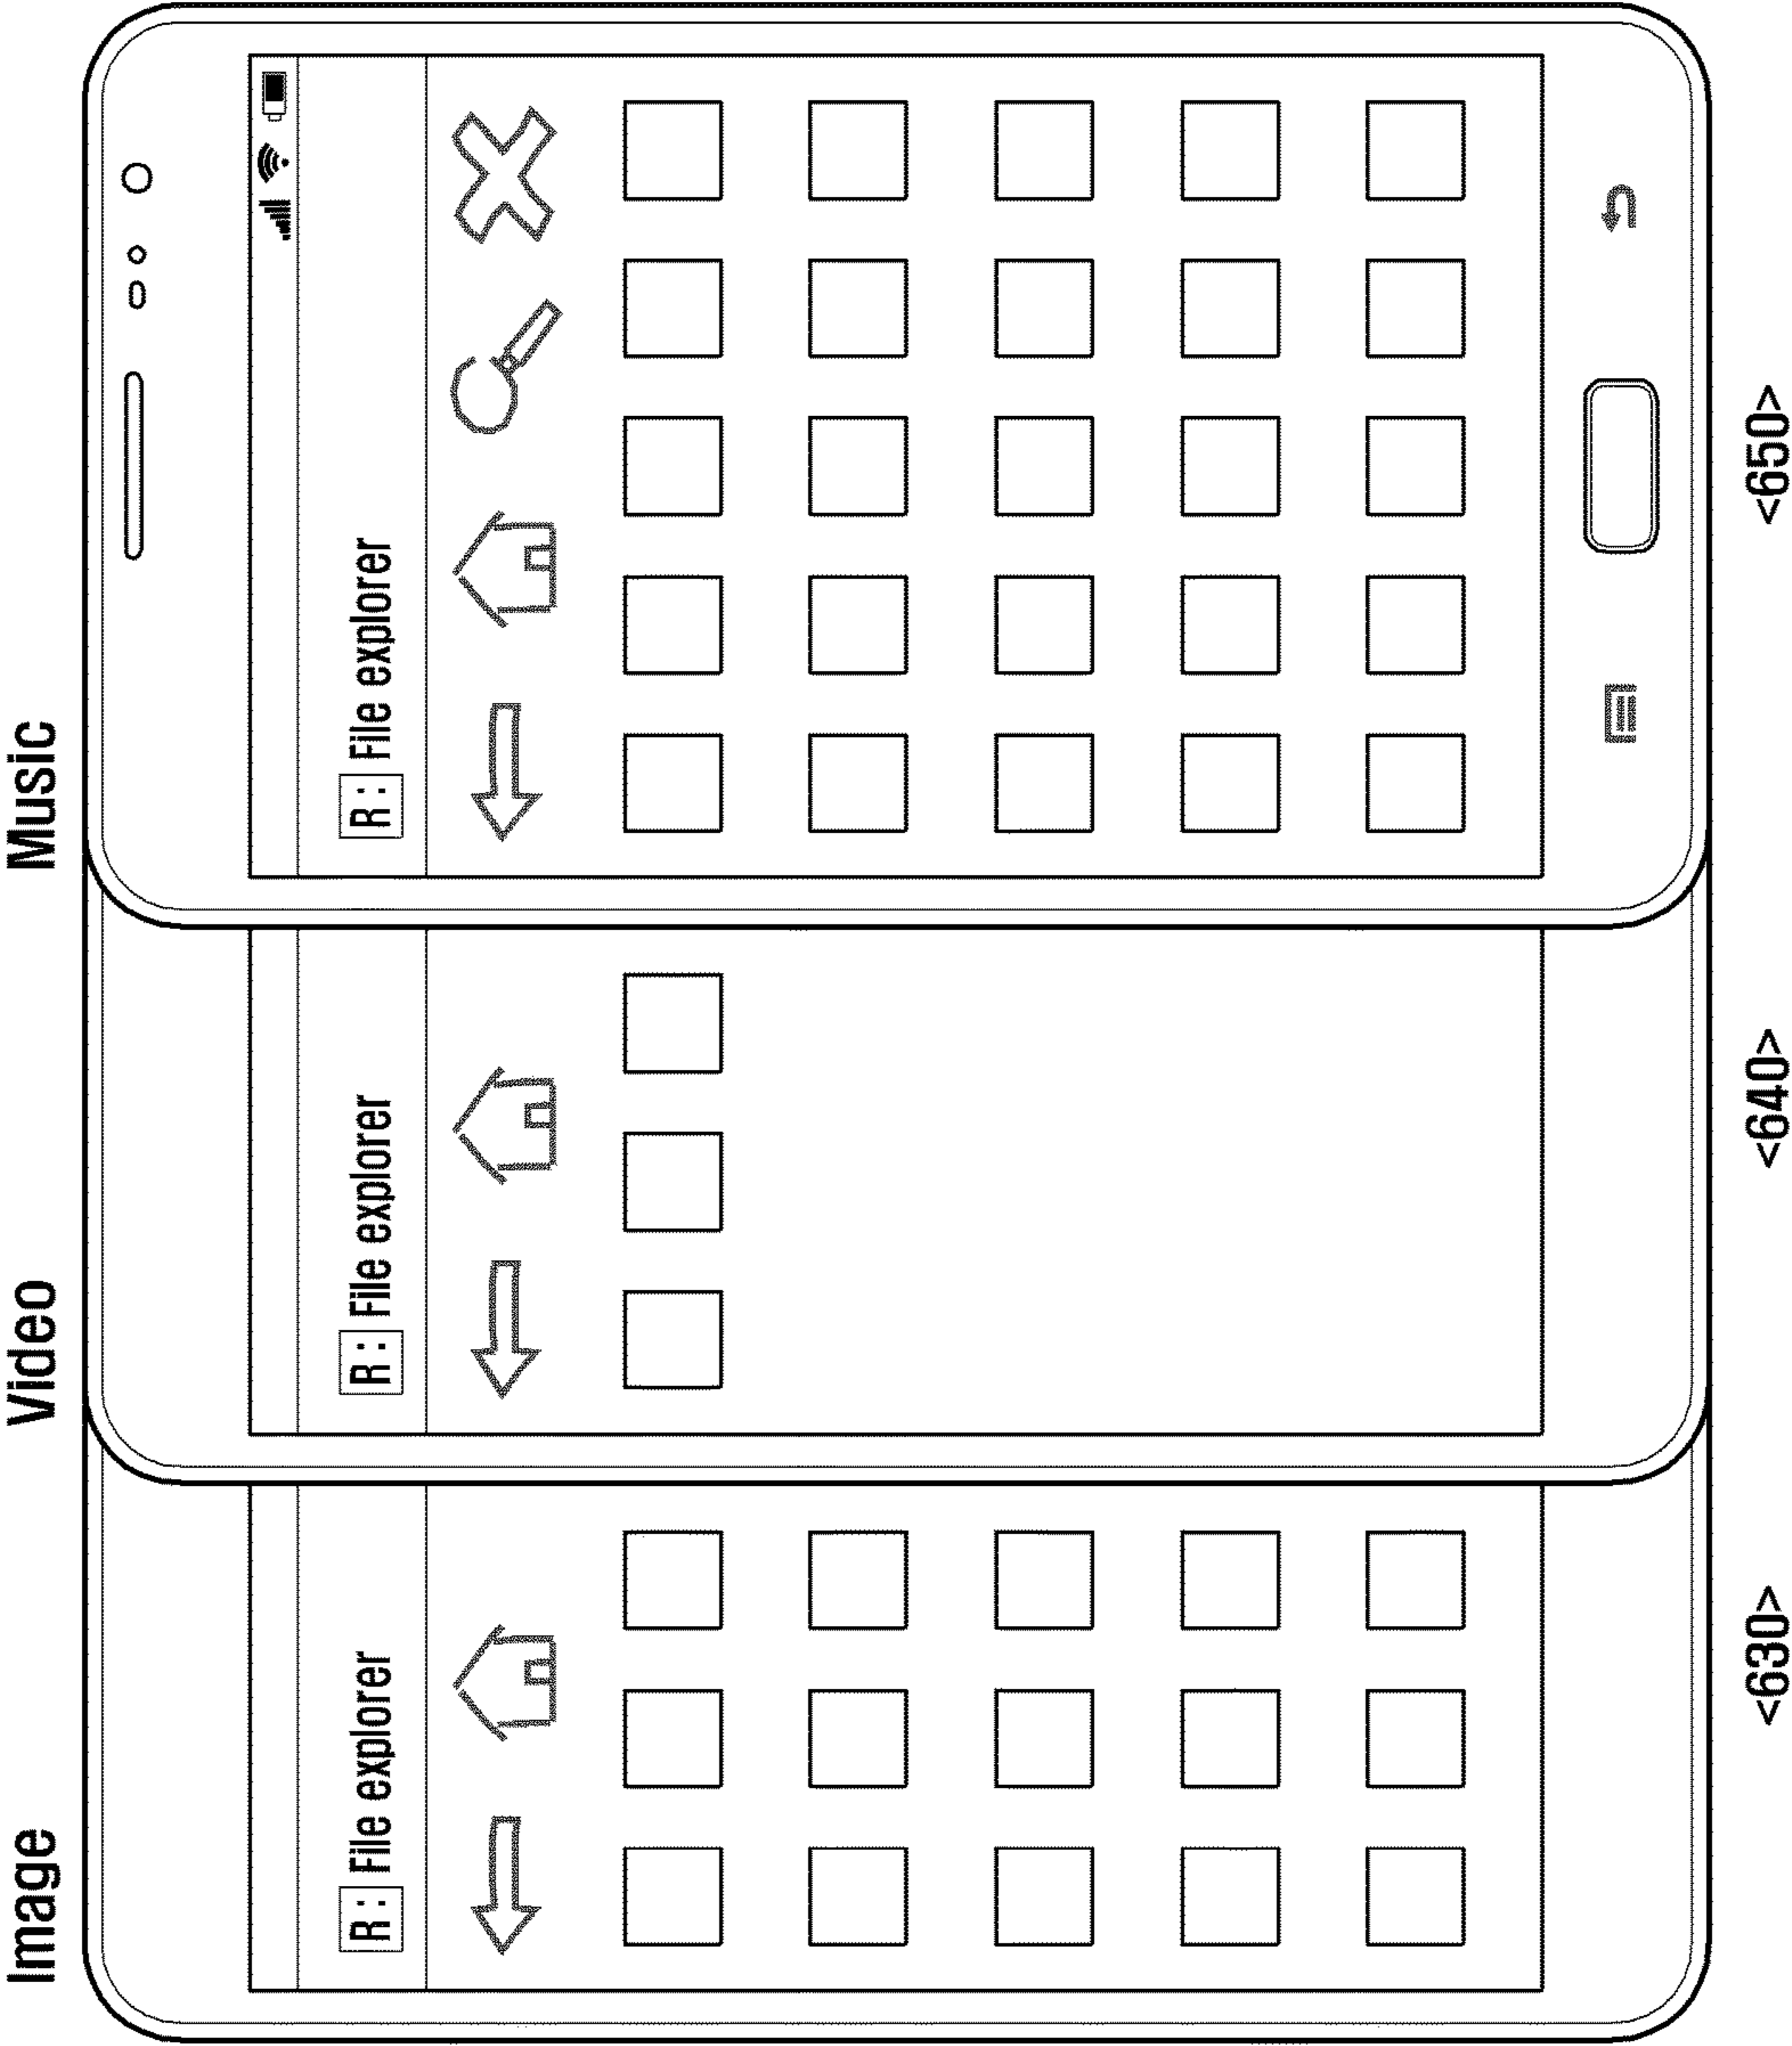 Image Video Music
R: File explorer R: File explorer R: File explorer
<630> <640> <650>